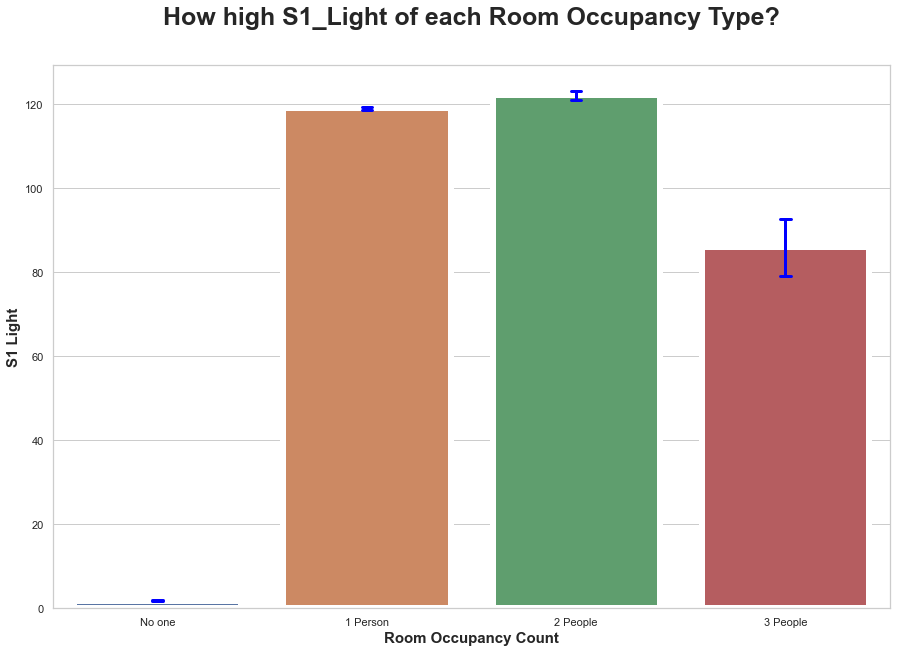 How high S1_Light of each Room Occupancy Type?
120
100
80
60
40
20
0
S1 Light
No one
1 Person
2 People
3 People
Room Occupancy Count